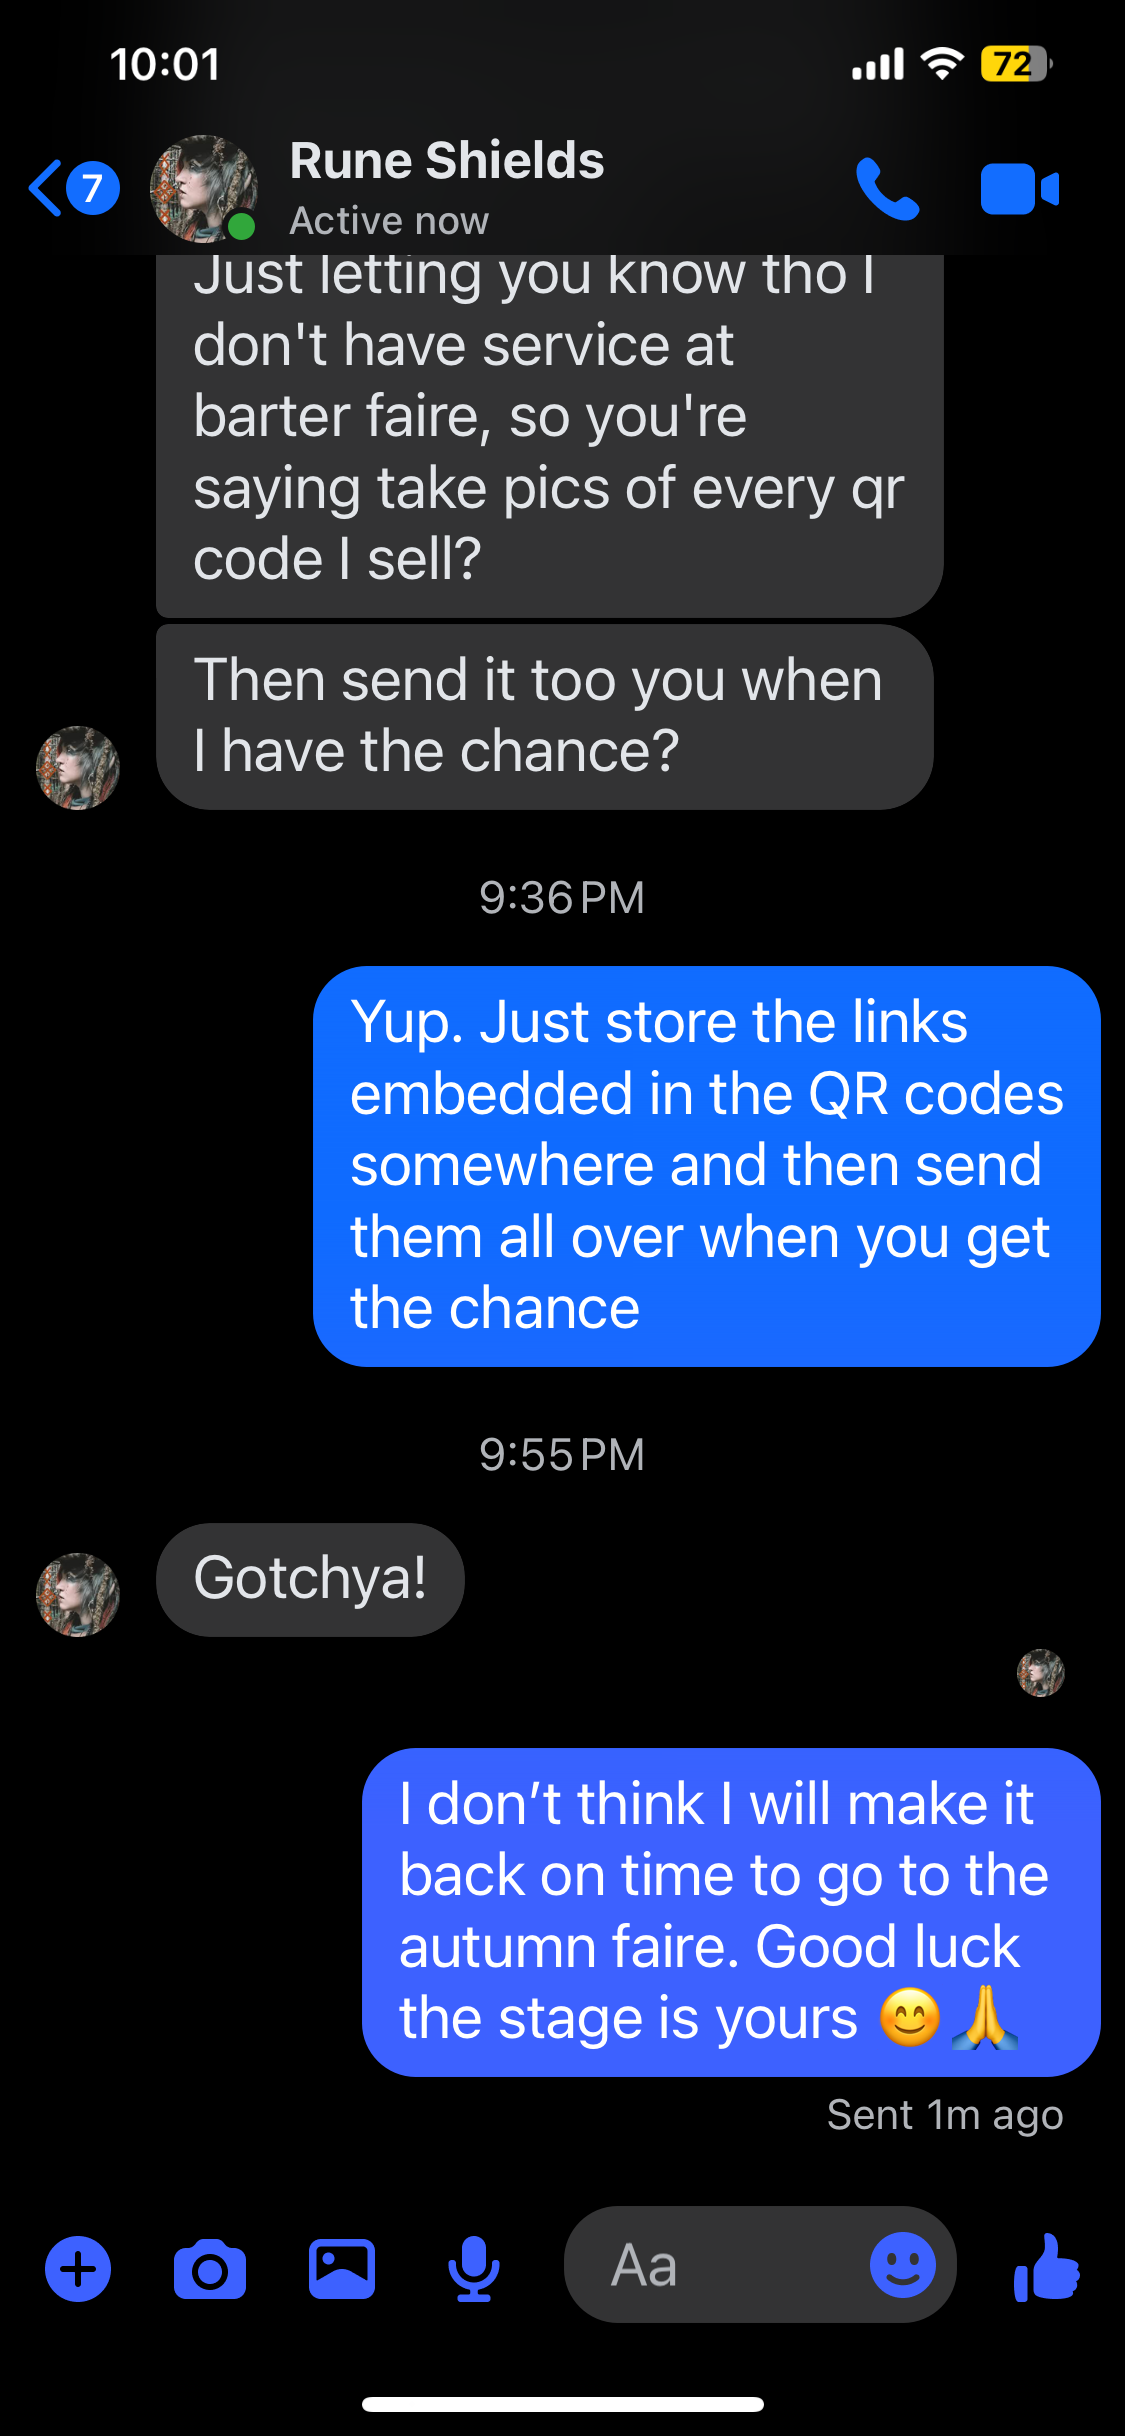 10:01
72
7
Rune Shields
Active now
Just letting you know tho I
don't have service at
barter faire, so you're
saying take pics of every qr
code I sell?
Then send it too you when
I have the chance?
9:36 PM
Yup. Just store the links
embedded in the QR codes
somewhere and then send
them all over when you get
the chance
9:55 PM
Gotchya!
I don’t think I will make it
back on time to go to the
autumn faire. Good luck
the stage is yours 😊🙏
Sent 1m ago
Aa